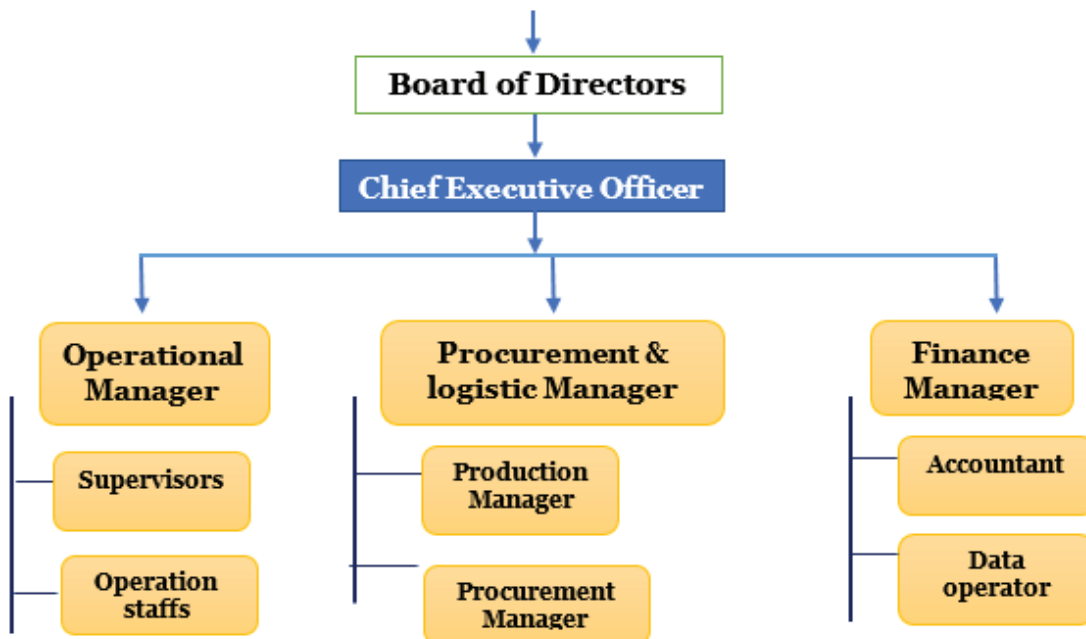 Board of Directors
Chief Executive Officer
Operational
Manager
Procurement &
logistic Manager
Finance
Manager
Supervisors
Production
Manager
Accountant
Operation
staffs
Procurement
Manager
Data
operator